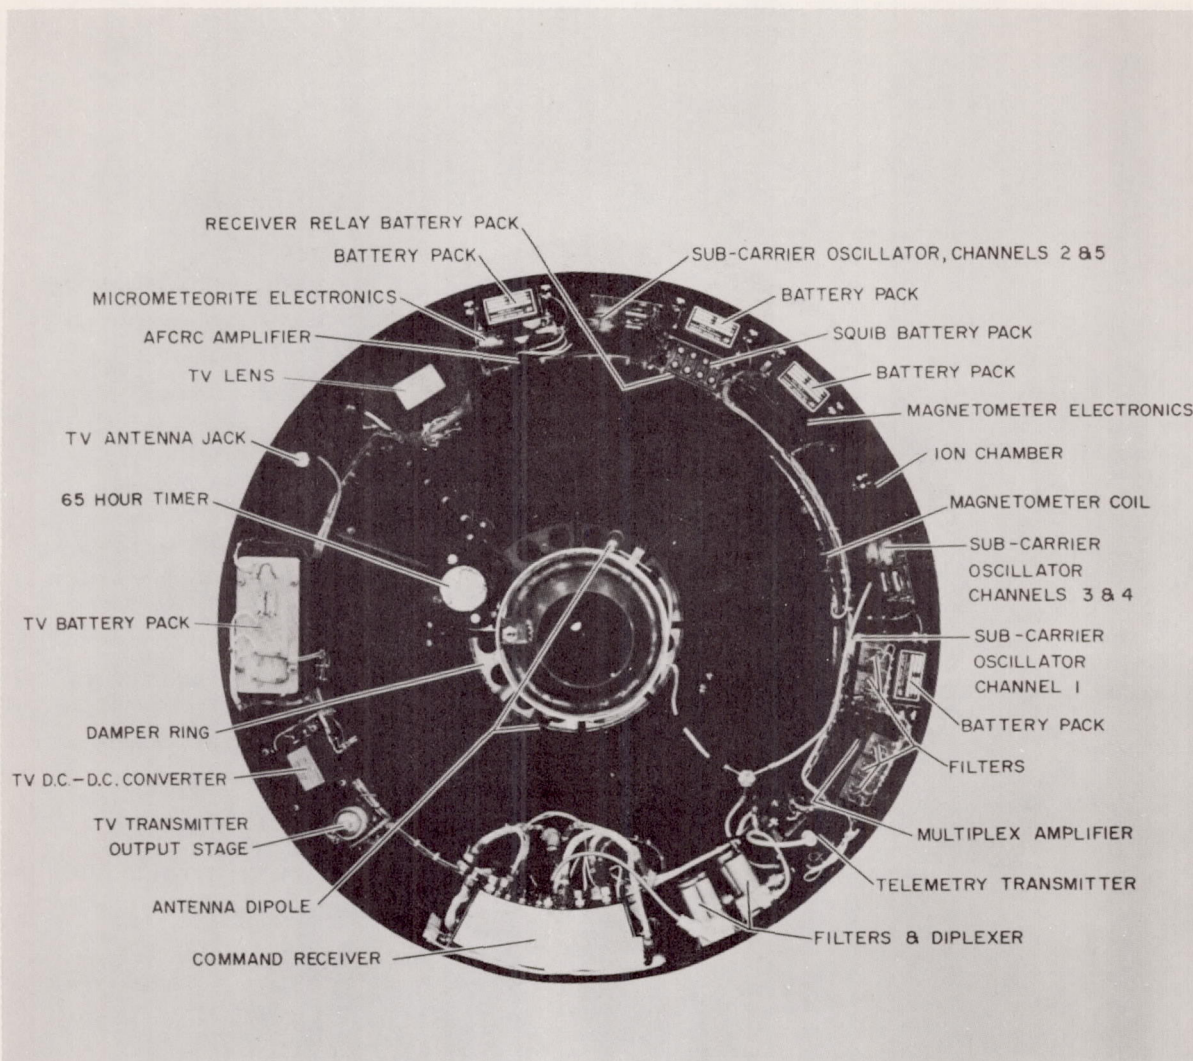 RECEIVER RELAY BATTERY PACK
BATTERY PACK
SUB-CARRIER OSCILLATOR, CHANNELS 2 & 5
MICROMETEORITE ELECTRONICS
BATTERY PACK
AFCRC AMPLIFIER
SQUIB BATTERY PACK
TV LENS
BATTERY PACK
MAGNETOMETER ELECTRONICS
TV ANTENNA JACK
ION CHAMBER
65 HOUR TIMER
MAGNETOMETER COIL
SUB-CARRIER
OSCILLATOR
CHANNELS 3 & 4
TV BATTERY PACK
SUB-CARRIER
OSCILLATOR
CHANNEL 1
DAMPER RING
BATTERY PACK
TV D.C.-D.C. CONVERTER
FILTERS
TV TRANSMITTER
OUTPUT STAGE
MULTIPLEX AMPLIFIER
TELEMETRY TRANSMITTER
ANTENNA DIPOLE
FILTERS & DIPLEXER
COMMAND RECEIVER